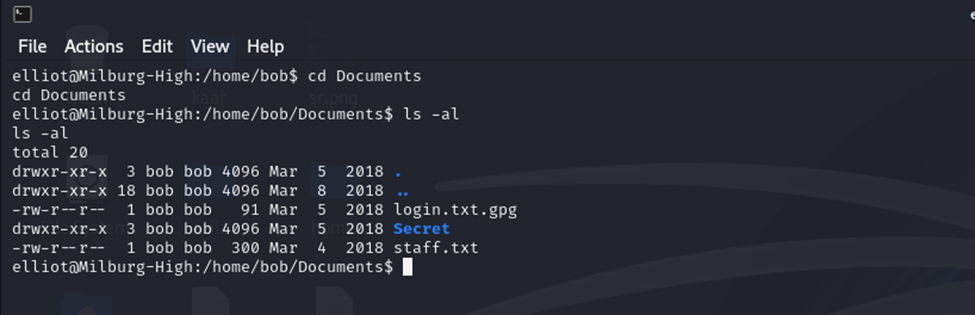 File Actions Edit View Help
elliot@Milburg-High:/home/bob$ cd Documents
cd Documents
elliot@Milburg-High:/home/bob/Documents$ ls -al
ls -al
total 20
drwxr-xr-x  3 bob bob 4096 Mar  5  2018 .
drwxr-xr-x 18 bob bob 4096 Mar  8  2018 ..
-rw-r--r--  1 bob bob   91 Mar  5  2018 login.txt.gpg
drwxr-xr-x  3 bob bob 4096 Mar  5  2018 Secret
-rw-r--r--  1 bob bob  300 Mar  4  2018 staff.txt
elliot@Milburg-High:/home/bob/Documents$